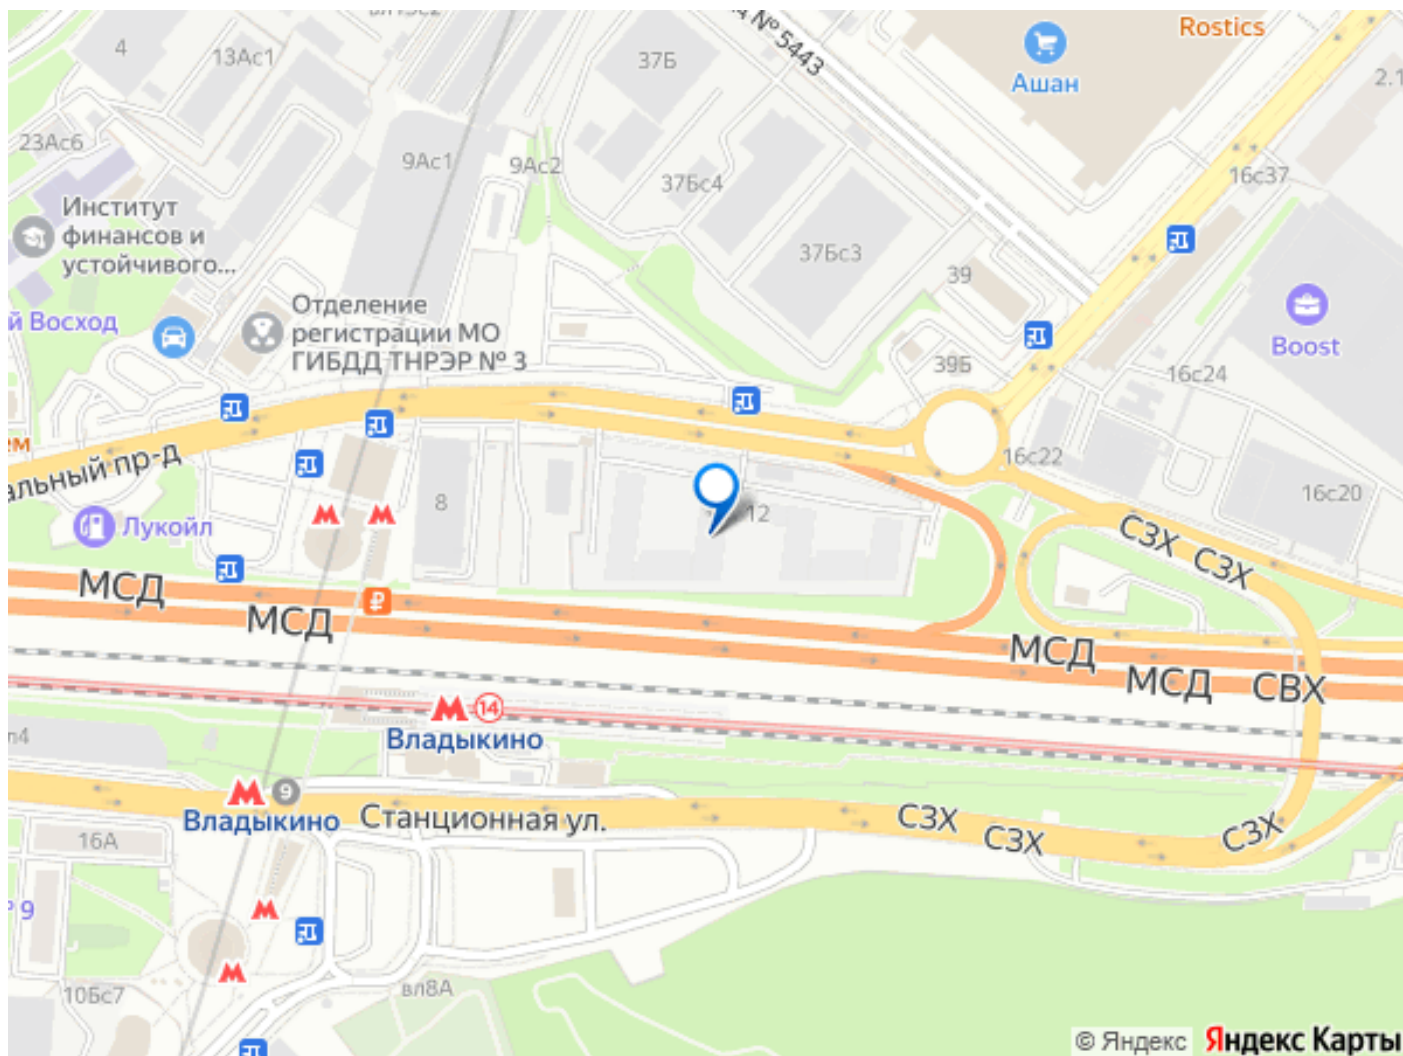 4
13Ас1
37Б
№ 5443
Rostics
Ашан
2.1
23Ас6
9Ас1
9Ас2
37Бс4
16с37
Институт
финансов и
устойчивого...
37Бс3
39
Отделение
регистрации МО
ГИБДД ТНРЭР № 3
й Восход
Boost
39Б
16с24
ем
альный пр-д
16с22
8
12
16с20
Лукойл
СЗХ
СЗХ
МСД
МСД
МСД
МСД
СВХ
14
Владыкино
л4
9
Владыкино
Станционная ул.
СЗХ
СЗХ
СЗХ
16А
9
10Бс7
вл8А
© Яндекс
Яндекс Карты